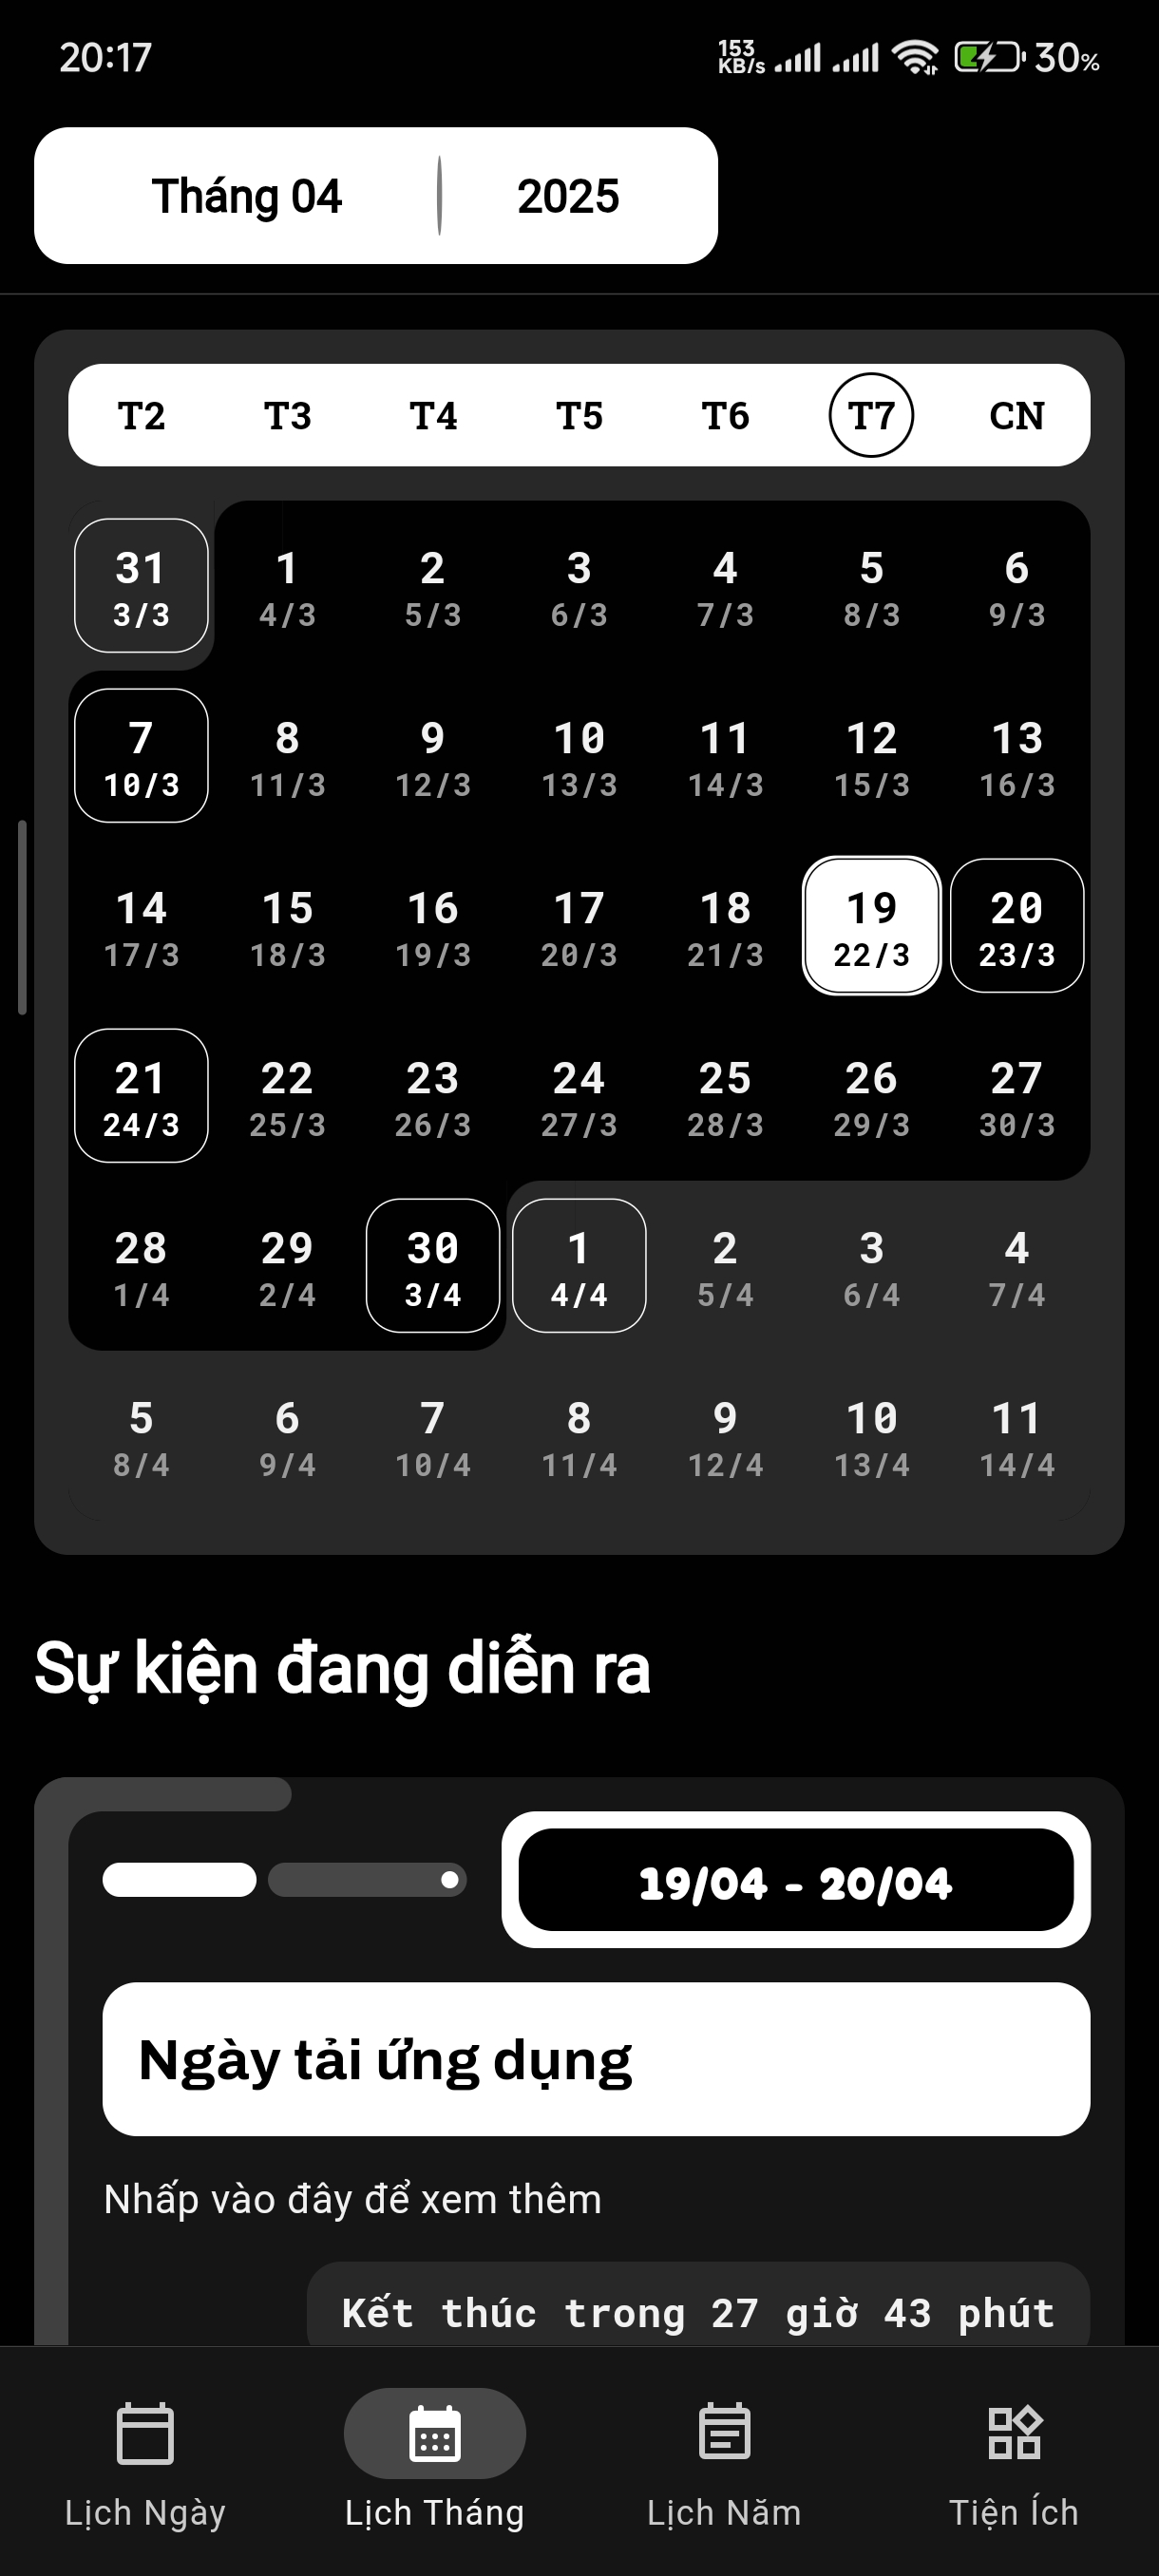 20:17 153 KB/s 30%
Tháng 04 2025
T2 T3 T4 T5 T6 T7 CN
31 1 2 3 4 5 6
3/3 4/3 5/3 6/3 7/3 8/3 9/3
7 8 9 10 11 12 13
10/3 11/3 12/3 13/3 14/3 15/3 16/3
14 15 16 17 18 19 20
17/3 18/3 19/3 20/3 21/3 22/3 23/3
21 22 23 24 25 26 27
24/3 25/3 26/3 27/3 28/3 29/3 30/3
28 29 30 1 2 3 4
1/4 2/4 3/4 4/4 5/4 6/4 7/4
5 6 7 8 9 10 11
8/4 9/4 10/4 11/4 12/4 13/4 14/4
Sự kiện đang diễn ra
19/04 - 20/04
Ngày tải ứng dụng
Nhấp vào đây để xem thêm
Kết thúc trong 27 giờ 43 phút
Lịch Ngày Lịch Tháng Lịch Năm Tiện Ích